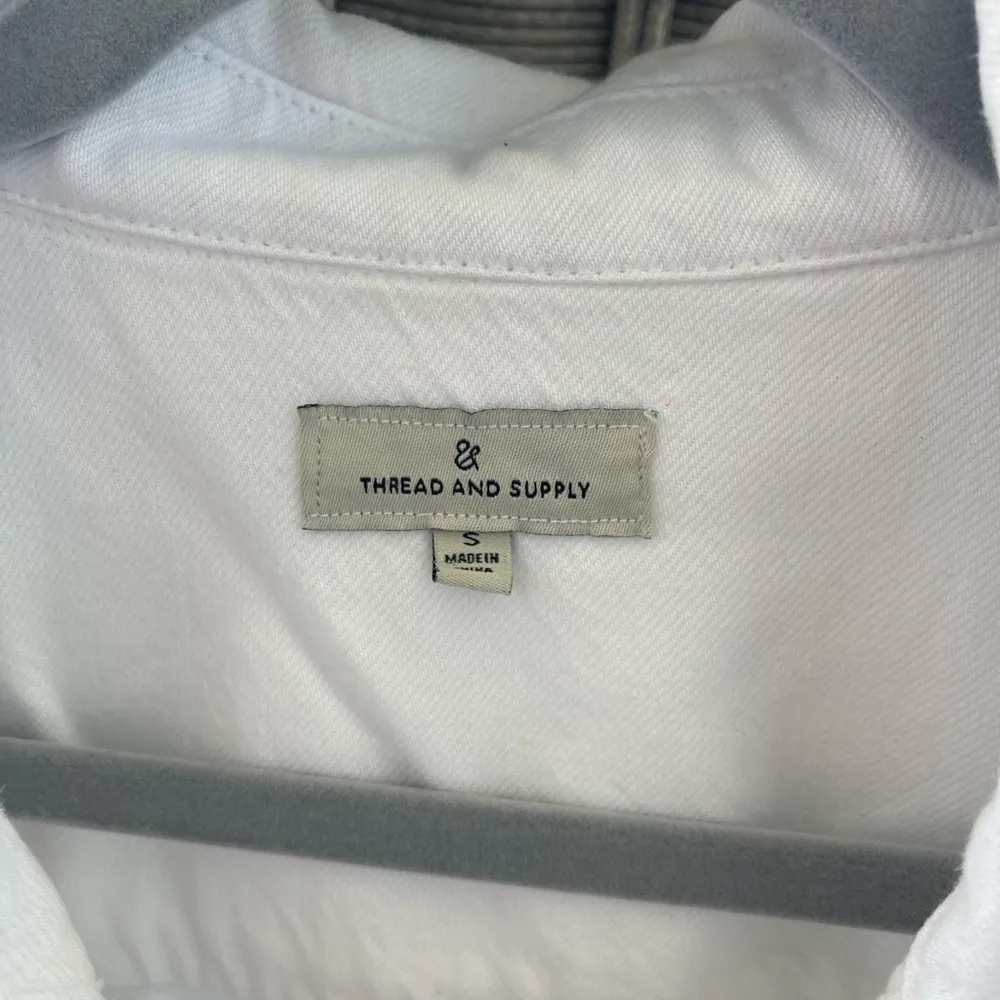 &
THREAD AND SUPPLY
S
MADE IN